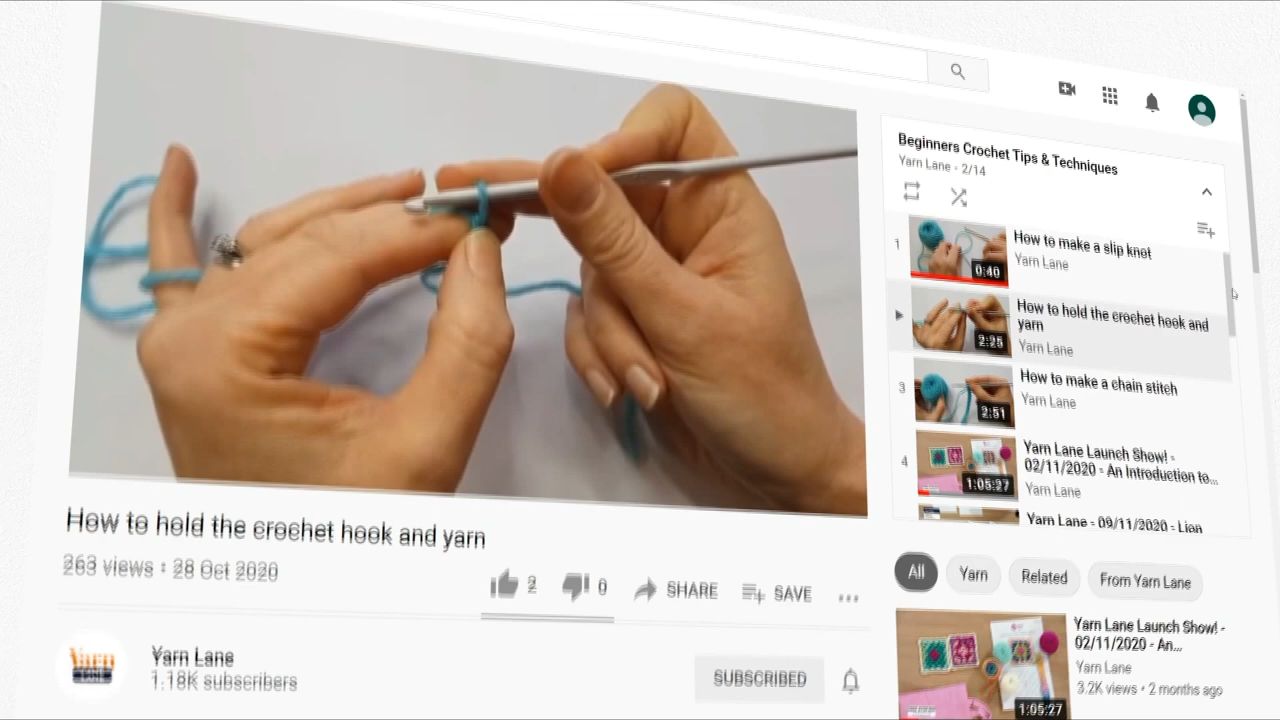 Beginners Crochet Tips & Techniques
Yarn Lane - 2/14
1
0:40
How to make a slip knot
Yarn Lane
2:25
How to hold the crochet hook and
yarn
Yarn Lane
3
2:51
How to make a chain stitch
Yarn Lane
4
1:05:27
Yarn Lane Launch Show! -
02/11/2020 - An Introduction to...
Yarn Lane
Yarn Lane - 09/11/2020 - Lion
How to hold the crochet hook and yarn
263 views • 28 Oct 2020
2
0
SHARE
SAVE
Yarn Lane
1.18K subscribers
SUBSCRIBED
All
Yarn
Related
From Yarn Lane
1:05:27
Yarn Lane Launch Show! -
02/11/2020 - An...
Yarn Lane
3.2K views • 2 months ago